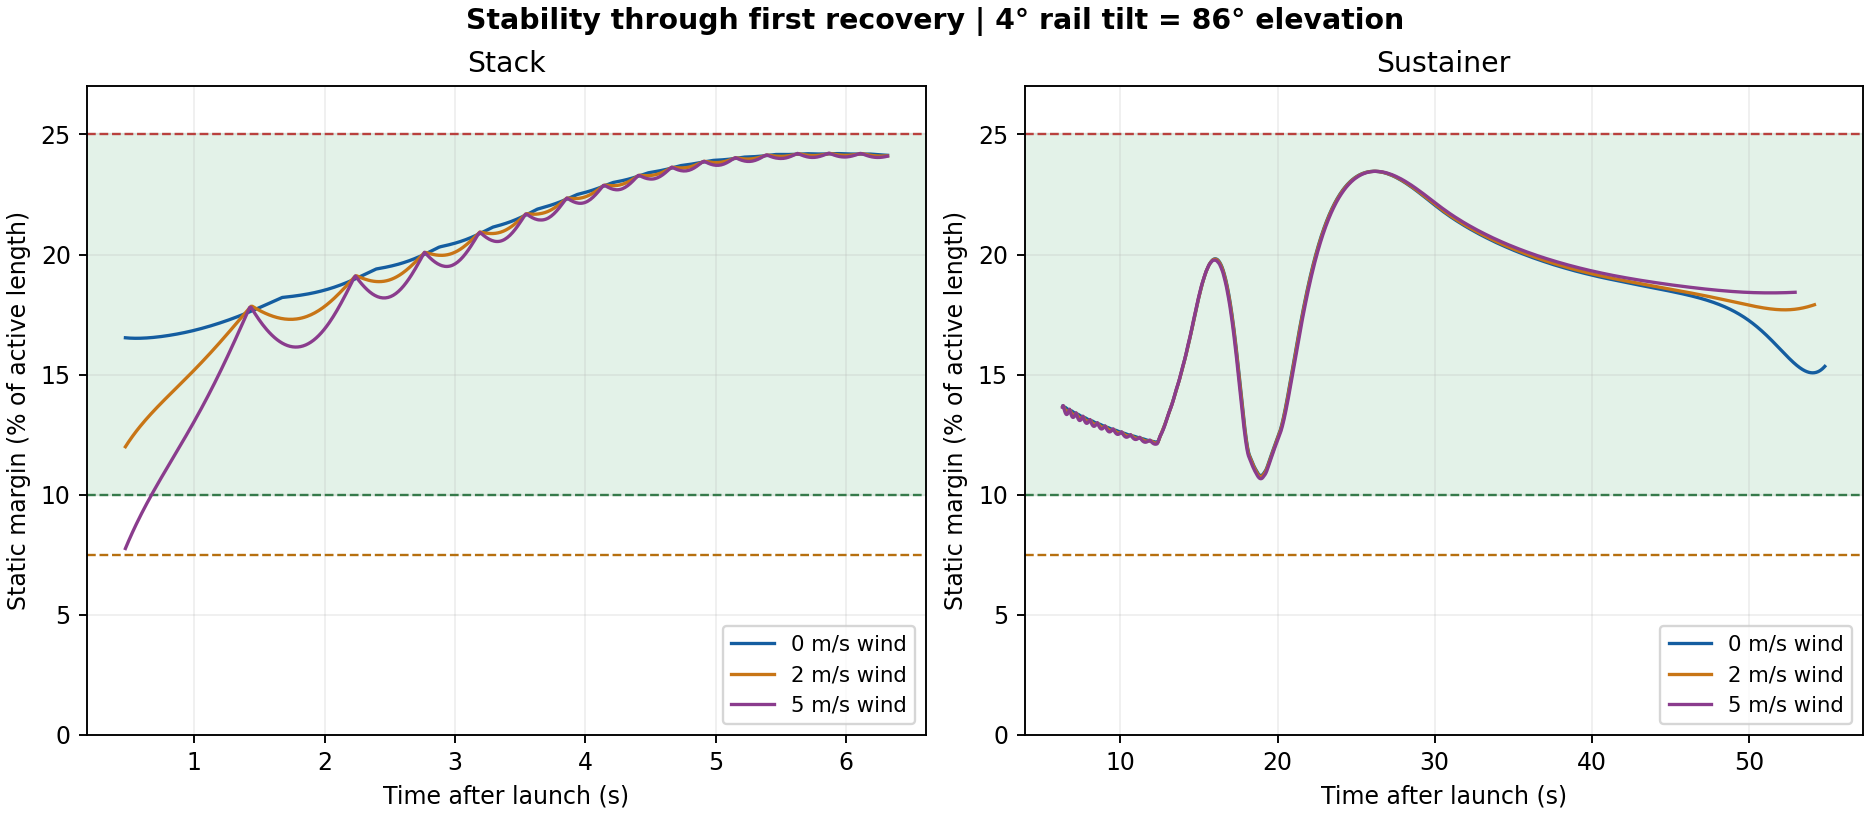 Stability through first recovery | 4° rail tilt = 86° elevation
Stack
Static margin (% of active length)
25
20
15
10
5
0
1 2 3 4 5 6
Time after launch (s)
0 m/s wind
2 m/s wind
5 m/s wind
Sustainer
Static margin (% of active length)
25
20
15
10
5
0
10 20 30 40 50
Time after launch (s)
0 m/s wind
2 m/s wind
5 m/s wind